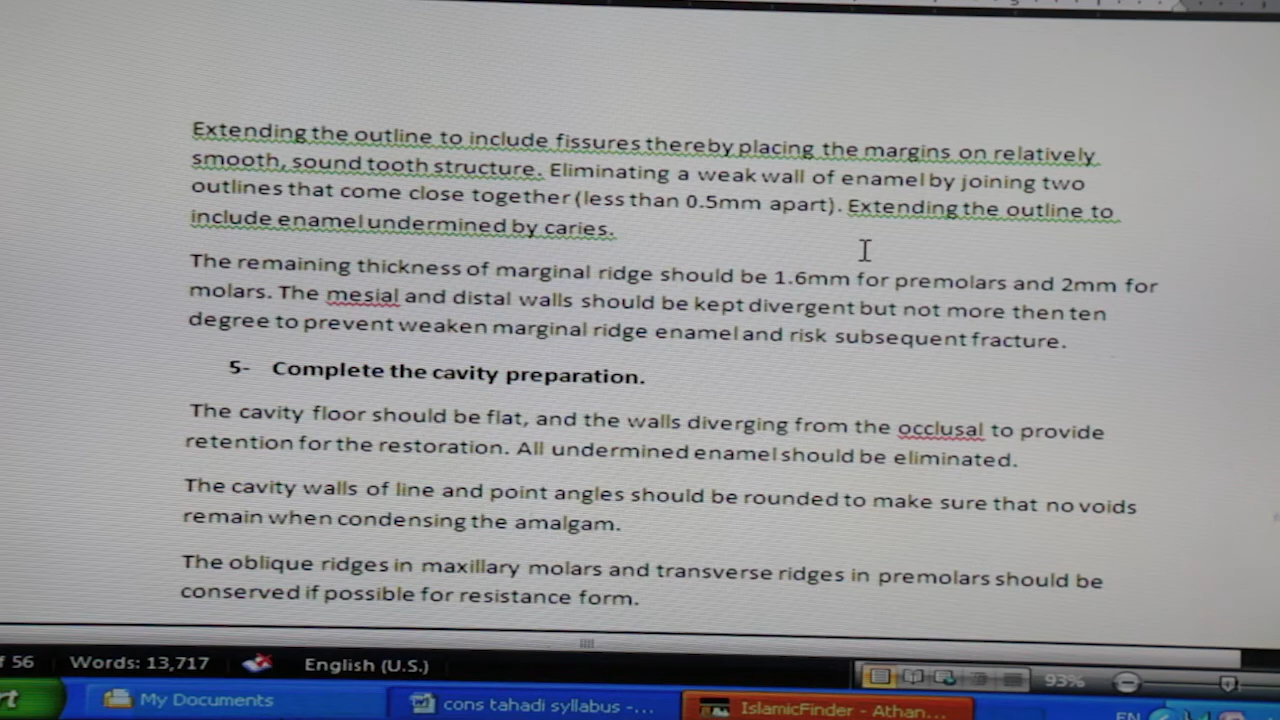 Extending the outline to include fissures thereby placing the margins on relatively
smooth, sound tooth structure. Eliminating a weak wall of enamel by joining two
outlines that come close together (less than 0.5mm apart). Extending the outline to
include enamel undermined by caries.
The remaining thickness of marginal ridge should be 1.6mm for premolars and 2mm for
molars. The mesial and distal walls should be kept divergent but not more then ten
degree to prevent weaken marginal ridge enamel and risk subsequent fracture.
5- Complete the cavity preparation.
The cavity floor should be flat, and the walls diverging from the occlusal to provide
retention for the restoration. All undermined enamel should be eliminated.
The cavity walls of line and point angles should be rounded to make sure that no voids
remain when condensing the amalgam.
The oblique ridges in maxillary molars and transverse ridges in premolars should be
conserved if possible for resistance form.
f 56 Words: 13,717 English (U.S.) 93%
rt My Documents cons tahadi syllabus -... IslamicFinder - Athan... EN